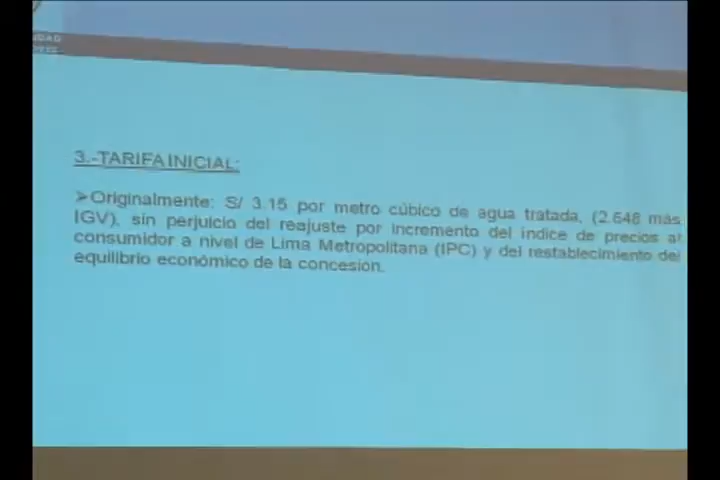 3.-TARIFA INICIAL:
➢Originalmente: S/ 3.15 por metro cúbico de agua tratada, (2.648 más
IGV), sin perjuicio del reajuste por incremento del índice de precios al
consumidor a nivel de Lima Metropolitana (IPC) y del restablecimiento del
equilibrio económico de la concesión.